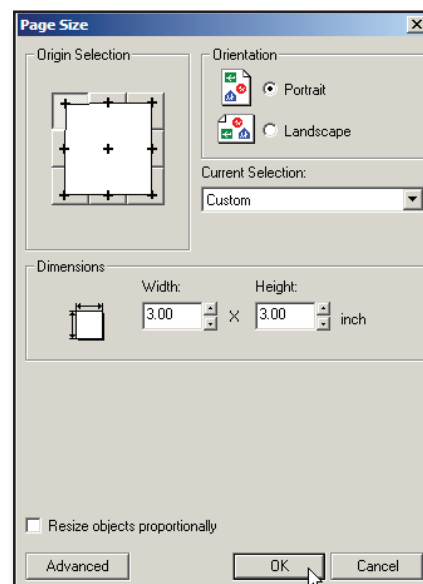 Page Size
Origin Selection
Orientation
Portrait
Landscape
Current Selection:
Custom
Dimensions
Width:
Height:
3.00 X 3.00 inch
Resize objects proportionally
Advanced
OK
Cancel